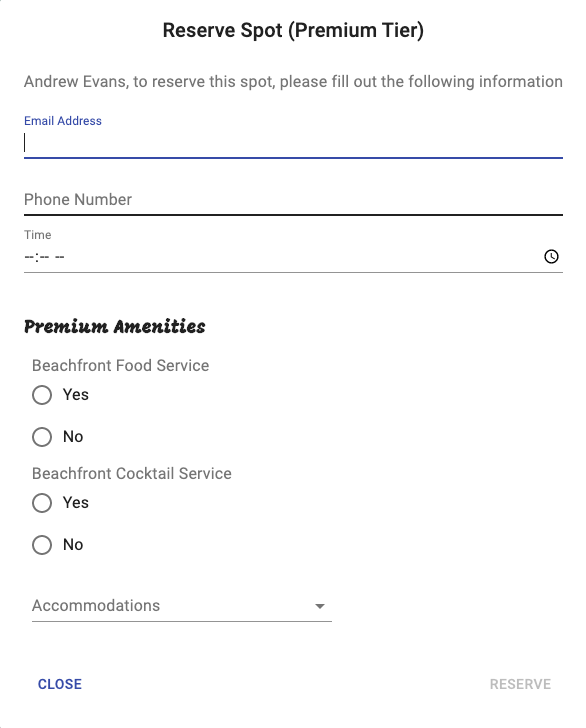 Reserve Spot (Premium Tier)
Andrew Evans, to reserve this spot, please fill out the following information
Email Address
Phone Number
Time
--:-- --
Premium Amenities
Beachfront Food Service
Yes
No
Beachfront Cocktail Service
Yes
No
Accommodations
CLOSE RESERVE